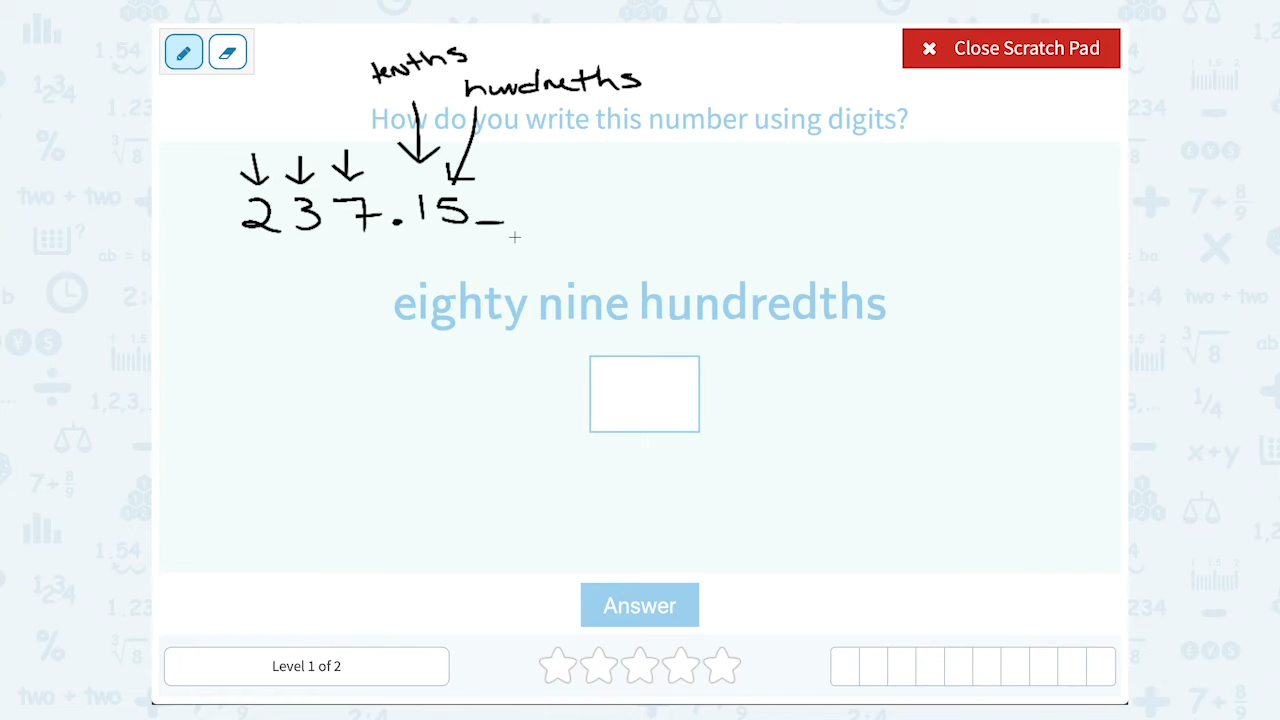 Close Scratch Pad
tenths
hundreths
How do you write this number using digits?
237.15_
eighty nine hundredths
Answer
Level 1 of 2